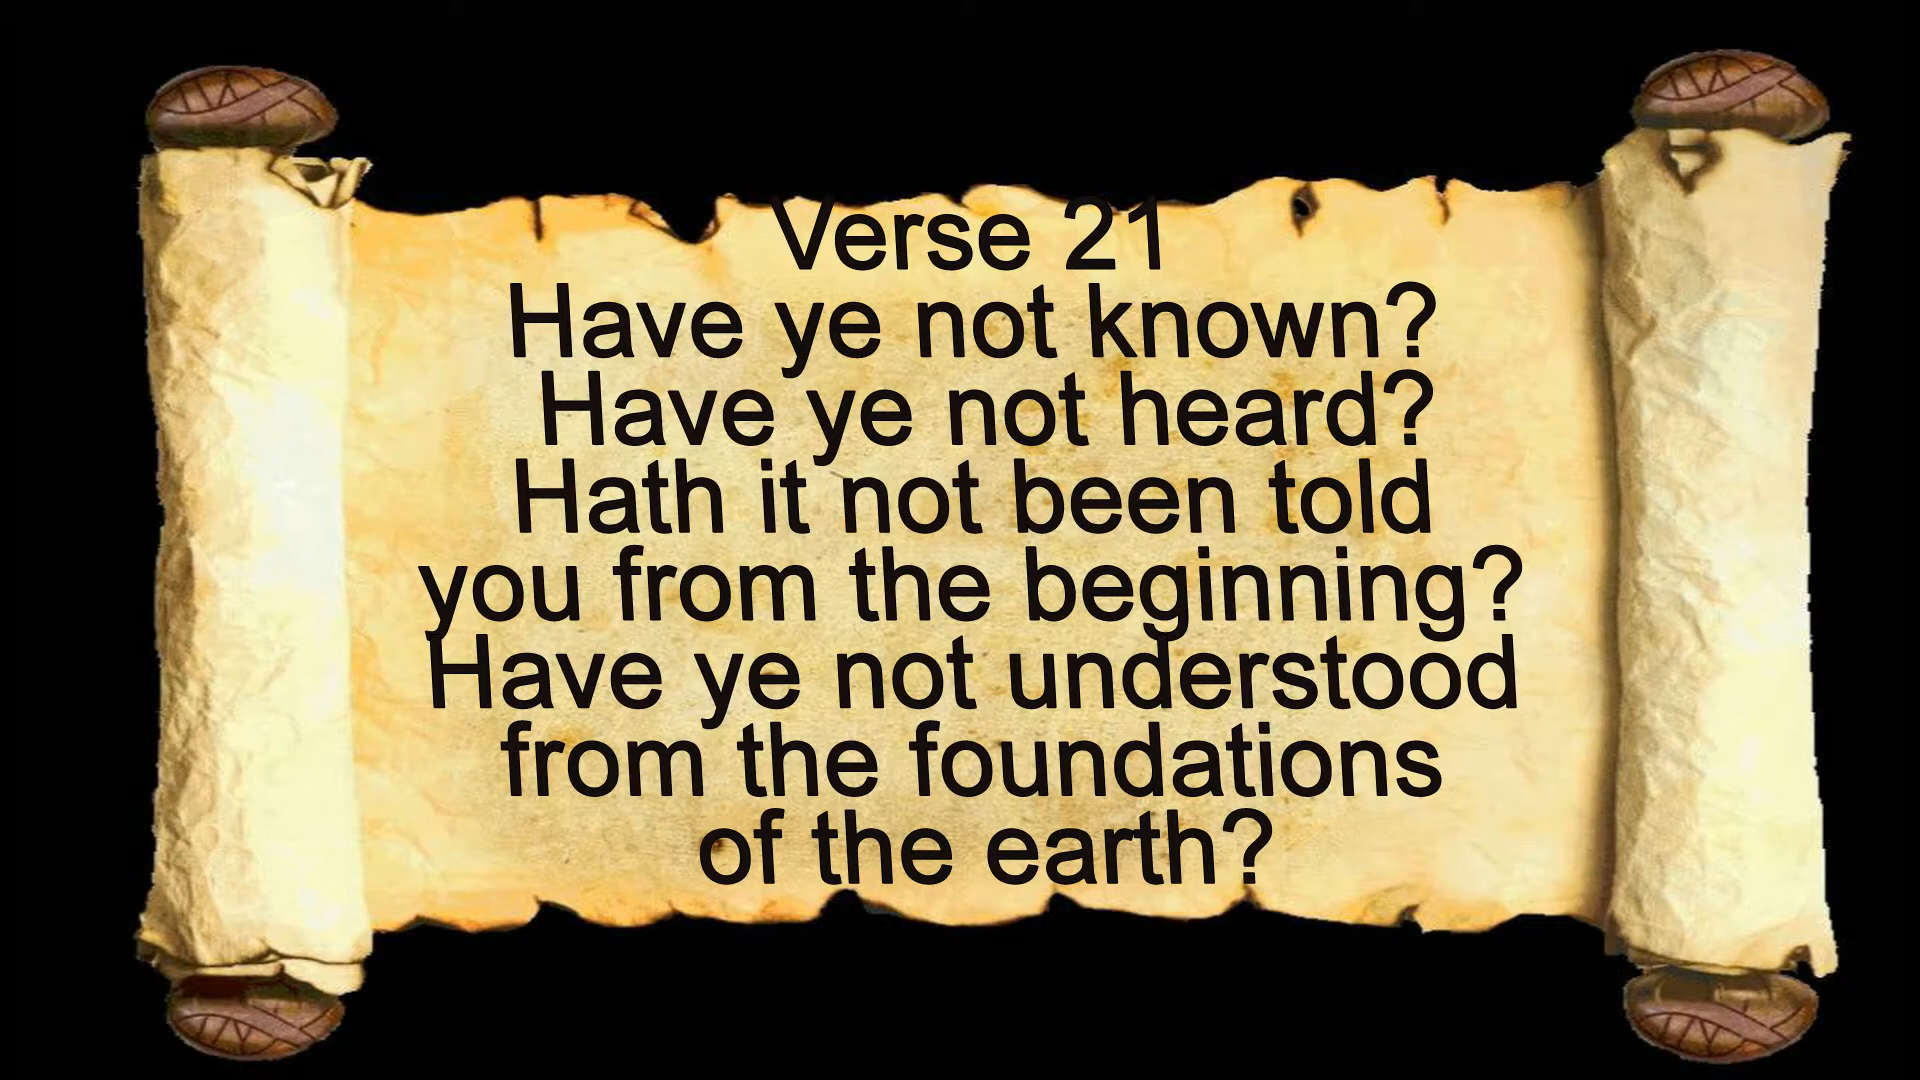 Verse 21
Have ye not known?
Have ye not heard?
Hath it not been told
you from the beginning?
Have ye not understood
from the foundations
of the earth?